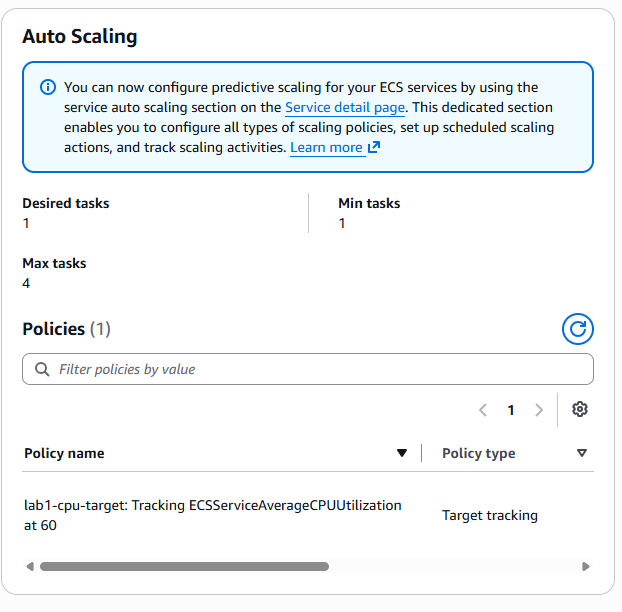 Auto Scaling
You can now configure predictive scaling for your ECS services by using the
service auto scaling section on the Service detail page. This dedicated section
enables you to configure all types of scaling policies, set up scheduled scaling
actions, and track scaling activities. Learn more
Desired tasks
1
Min tasks
1
Max tasks
4
Policies (1)
Filter policies by value
1
Policy name
Policy type
lab1-cpu-target: Tracking ECSServiceAverageCPUUtilization
at 60
Target tracking